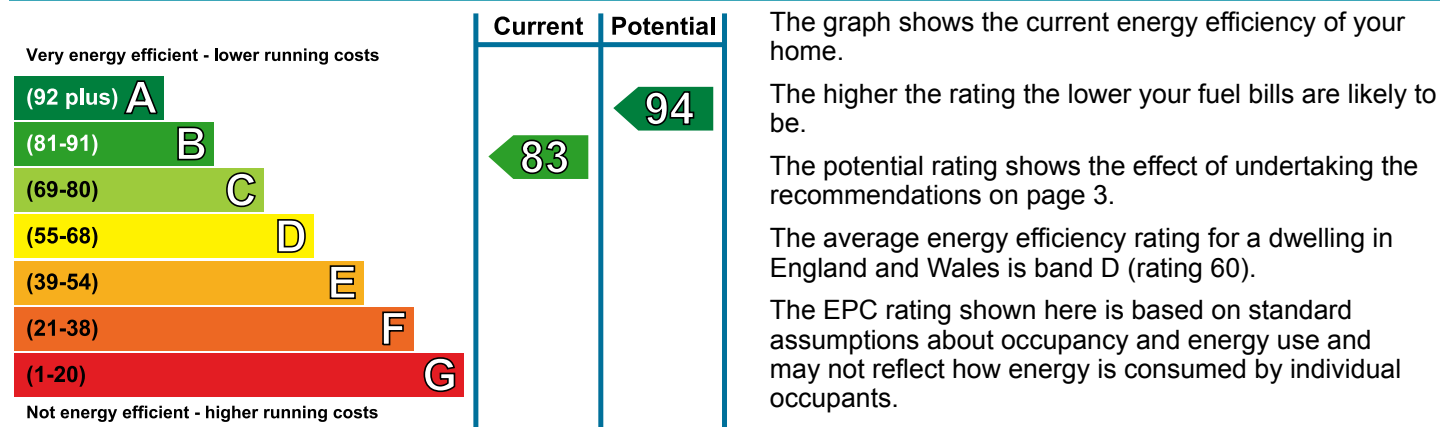 Current Potential
Very energy efficient - lower running costs
(92 plus) A
94
(81-91) B
83
(69-80) C
(55-68) D
(39-54) E
(21-38) F
(1-20) G
Not energy efficient - higher running costs
The graph shows the current energy efficiency of your
home.
The higher the rating the lower your fuel bills are likely to
be.
The potential rating shows the effect of undertaking the
recommendations on page 3.
The average energy efficiency rating for a dwelling in
England and Wales is band D (rating 60).
The EPC rating shown here is based on standard
assumptions about occupancy and energy use and
may not reflect how energy is consumed by individual
occupants.